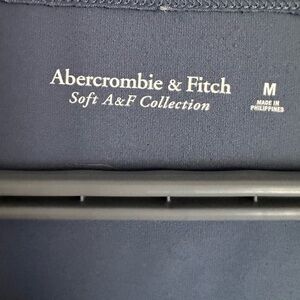 Abercrombie & Fitch
Soft A&F Collection
M
MADE IN
PHILIPPINES